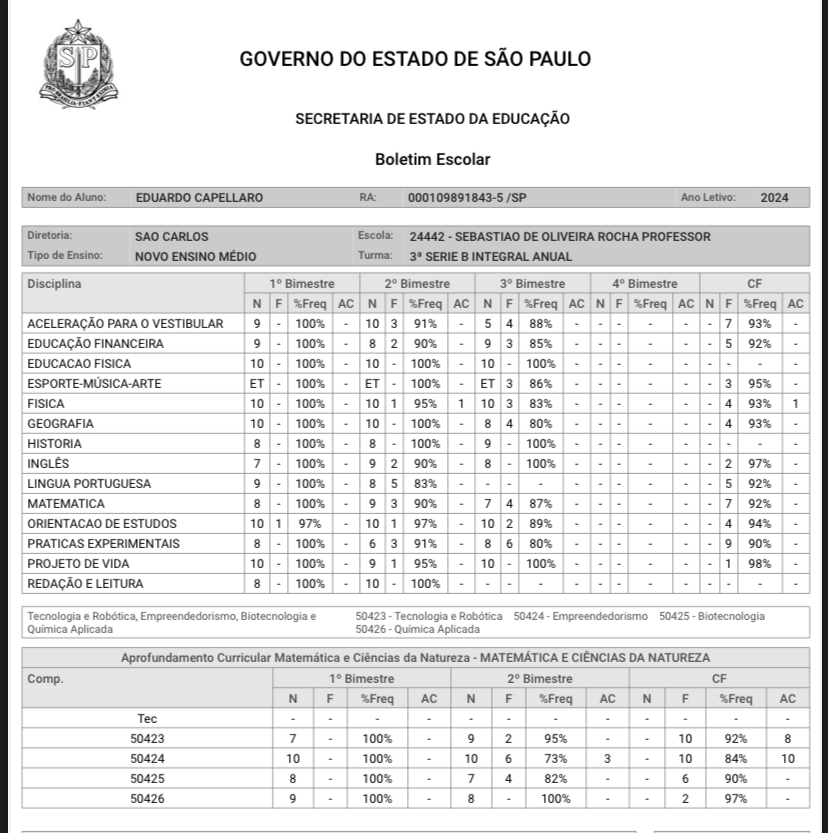 SP
PRO BRASILIA FIANT EXIMIA
GOVERNO DO ESTADO DE SÃO PAULO
SECRETARIA DE ESTADO DA EDUCAÇÃO
Boletim Escolar
Nome do Aluno: EDUARDO CAPELLARO RA: 000109891843-5 /SP Ano Letivo: 2024
Diretoria: SAO CARLOS Escola: 24442 - SEBASTIAO DE OLIVEIRA ROCHA PROFESSOR
Tipo de Ensino: NOVO ENSINO MÉDIO Turma: 3ª SERIE B INTEGRAL ANUAL
Disciplina 1º Bimestre 2º Bimestre 3º Bimestre 4º Bimestre CF
N F %Freq AC N F %Freq AC N F %Freq AC N F %Freq AC N F %Freq AC
ACELERAÇÃO PARA O VESTIBULAR 9 - 100% - 10 3 91% - 5 4 88% - - - - - - 7 93% -
EDUCAÇÃO FINANCEIRA 9 - 100% - 8 2 90% - 9 3 85% - - - - - - 5 92% -
EDUCACAO FISICA 10 - 100% - 10 - 100% - 10 - 100% - - - - - - - - -
ESPORTE-MÚSICA-ARTE ET - 100% - ET - 100% - ET 3 86% - - - - - - 3 95% -
FISICA 10 - 100% - 10 1 95% 1 10 3 83% - - - - - - 4 93% 1
GEOGRAFIA 10 - 100% - 10 - 100% - 8 4 80% - - - - - - 4 93% -
HISTORIA 8 - 100% - 8 - 100% - 9 - 100% - - - - - - - - -
INGLÊS 7 - 100% - 9 2 90% - 8 - 100% - - - - - - 2 97% -
LINGUA PORTUGUESA 9 - 100% - 8 5 83% - - - - - - - - - - 5 92% -
MATEMATICA 8 - 100% - 9 3 90% - 7 4 87% - - - - - - 7 92% -
ORIENTACAO DE ESTUDOS 10 1 97% - 10 1 97% - 10 2 89% - - - - - - 4 94% -
PRATICAS EXPERIMENTAIS 8 - 100% - 6 3 91% - 8 6 80% - - - - - - 9 90% -
PROJETO DE VIDA 10 - 100% - 9 1 95% - 10 - 100% - - - - - - 1 98% -
REDAÇÃO E LEITURA 8 - 100% - 10 - 100% - - - - - - - - - - - - -
Tecnologia e Robótica, Empreendedorismo, Biotecnologia e 50423 - Tecnologia e Robótica 50424 - Empreendedorismo 50425 - Biotecnologia
Química Aplicada 50426 - Química Aplicada
Aprofundamento Curricular Matemática e Ciências da Natureza - MATEMÁTICA E CIÊNCIAS DA NATUREZA
Comp. 1º Bimestre 2º Bimestre CF
N F %Freq AC N F %Freq AC N F %Freq AC
Tec - - - - - - - - - - - -
50423 7 - 100% - 9 2 95% - - 10 92% 8
50424 10 - 100% - 10 6 73% 3 - 10 84% 10
50425 8 - 100% - 7 4 82% - - 6 90% -
50426 9 - 100% - 8 - 100% - - 2 97% -